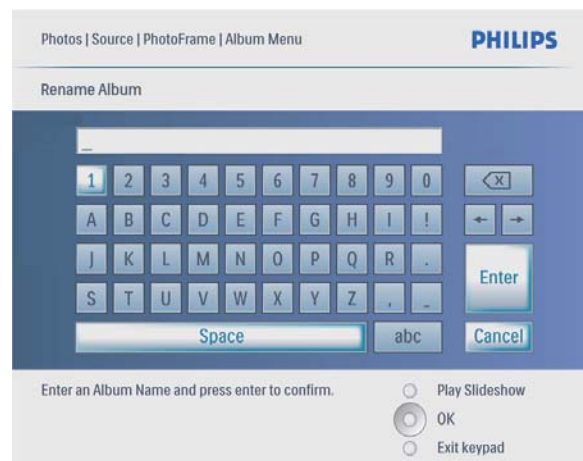 Photos | Source | PhotoFrame | Album Menu PHILIPS
Rename Album
_
1 2 3 4 5 6 7 8 9 0
A B C D E F G H I !
J K L M N O P Q R .
Enter
S T U V W X Y Z , _
Space abc Cancel
Enter an Album Name and press enter to confirm.
Play Slideshow
OK
Exit keypad